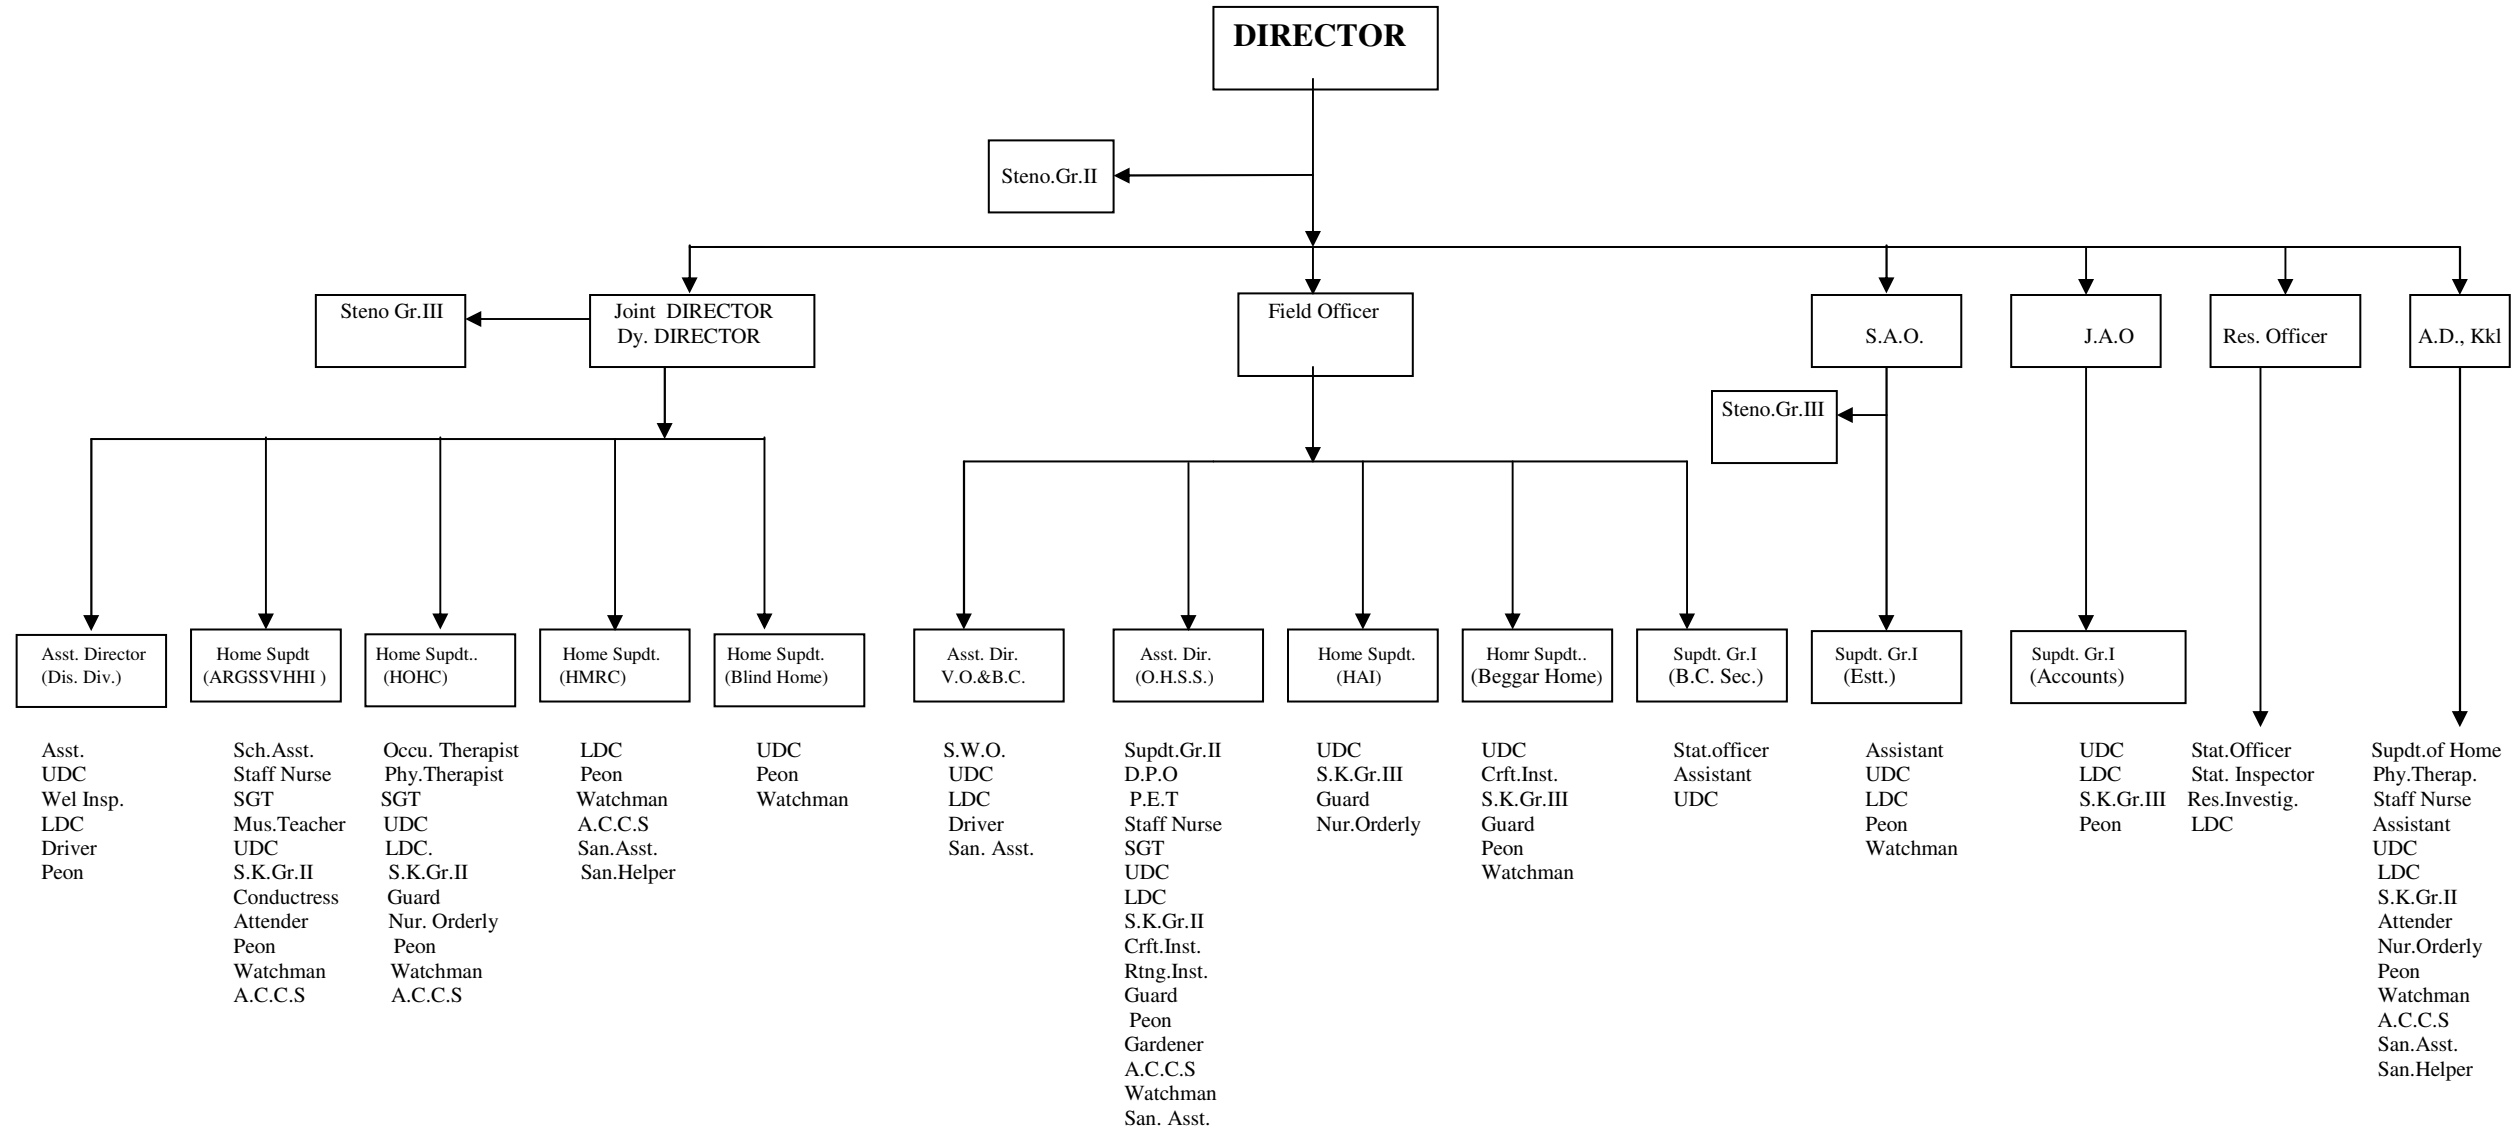 DIRECTOR
Steno.Gr.II
Steno Gr.III
Joint DIRECTOR
Dy. DIRECTOR
Field Officer
S.A.O.
J.A.O
Res. Officer
A.D., Kkl
Steno.Gr.III
Asst. Director
(Dis. Div.)
Home Supdt
(ARGSSVHHI )
Home Supdt..
(HOHC)
Home Supdt.
(HMRC)
Home Supdt.
(Blind Home)
Asst. Dir.
V.O.&B.C.
Asst. Dir.
(O.H.S.S.)
Home Supdt.
(HAI)
Homr Supdt..
(Beggar Home)
Supdt. Gr.I
(B.C. Sec.)
Supdt. Gr.I
(Estt.)
Supdt. Gr.I
(Accounts)
Asst.
UDC
Wel Insp.
LDC
Driver
Peon
Sch.Asst.
Staff Nurse
SGT
Mus.Teacher
UDC
S.K.Gr.II
Conductress
Attender
Peon
Watchman
A.C.C.S
Occu. Therapist
Phy.Therapist
SGT
UDC
LDC.
S.K.Gr.II
Guard
Nur. Orderly
Peon
Watchman
A.C.C.S
LDC
Peon
Watchman
A.C.C.S
San.Asst.
San.Helper
UDC
Peon
Watchman
S.W.O.
UDC
LDC
Driver
San. Asst.
Supdt.Gr.II
D.P.O
P.E.T
Staff Nurse
SGT
UDC
LDC
S.K.Gr.II
Crft.Inst.
Rtng.Inst.
Guard
Peon
Gardener
A.C.C.S
Watchman
San. Asst.
UDC
S.K.Gr.III
Guard
Nur.Orderly
UDC
Crft.Inst.
S.K.Gr.III
Guard
Peon
Watchman
Stat.officer
Assistant
UDC
Assistant
UDC
LDC
Peon
Watchman
UDC
LDC
S.K.Gr.III
Peon
Stat.Officer
Stat. Inspector
Res.Investig.
LDC
Supdt.of Home
Phy.Therap.
Staff Nurse
Assistant
UDC
LDC
S.K.Gr.II
Attender
Nur.Orderly
Peon
Watchman
A.C.C.S
San.Asst.
San.Helper